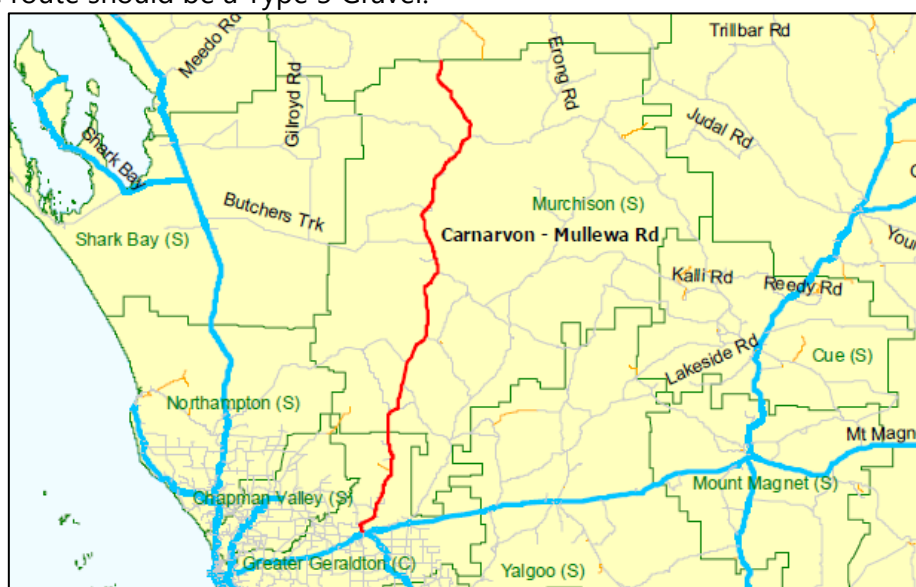 route should be a Type 5 Gravel.
Meedo Rd
Gilroyd Rd
Erong Rd
Trillbar Rd
Judal Rd
Shark Bay
Butchers Trk
Murchison (S)
Shark Bay (S)
Carnarvon - Mullewa Rd
Kalli Rd
Reedy Rd
Lakeside Rd
Cue (S)
Northampton (S)
Mt Magn
Mount Magnet (S)
Chapman Valley (S)
Greater Geraldton (C)
Yalgoo (S)